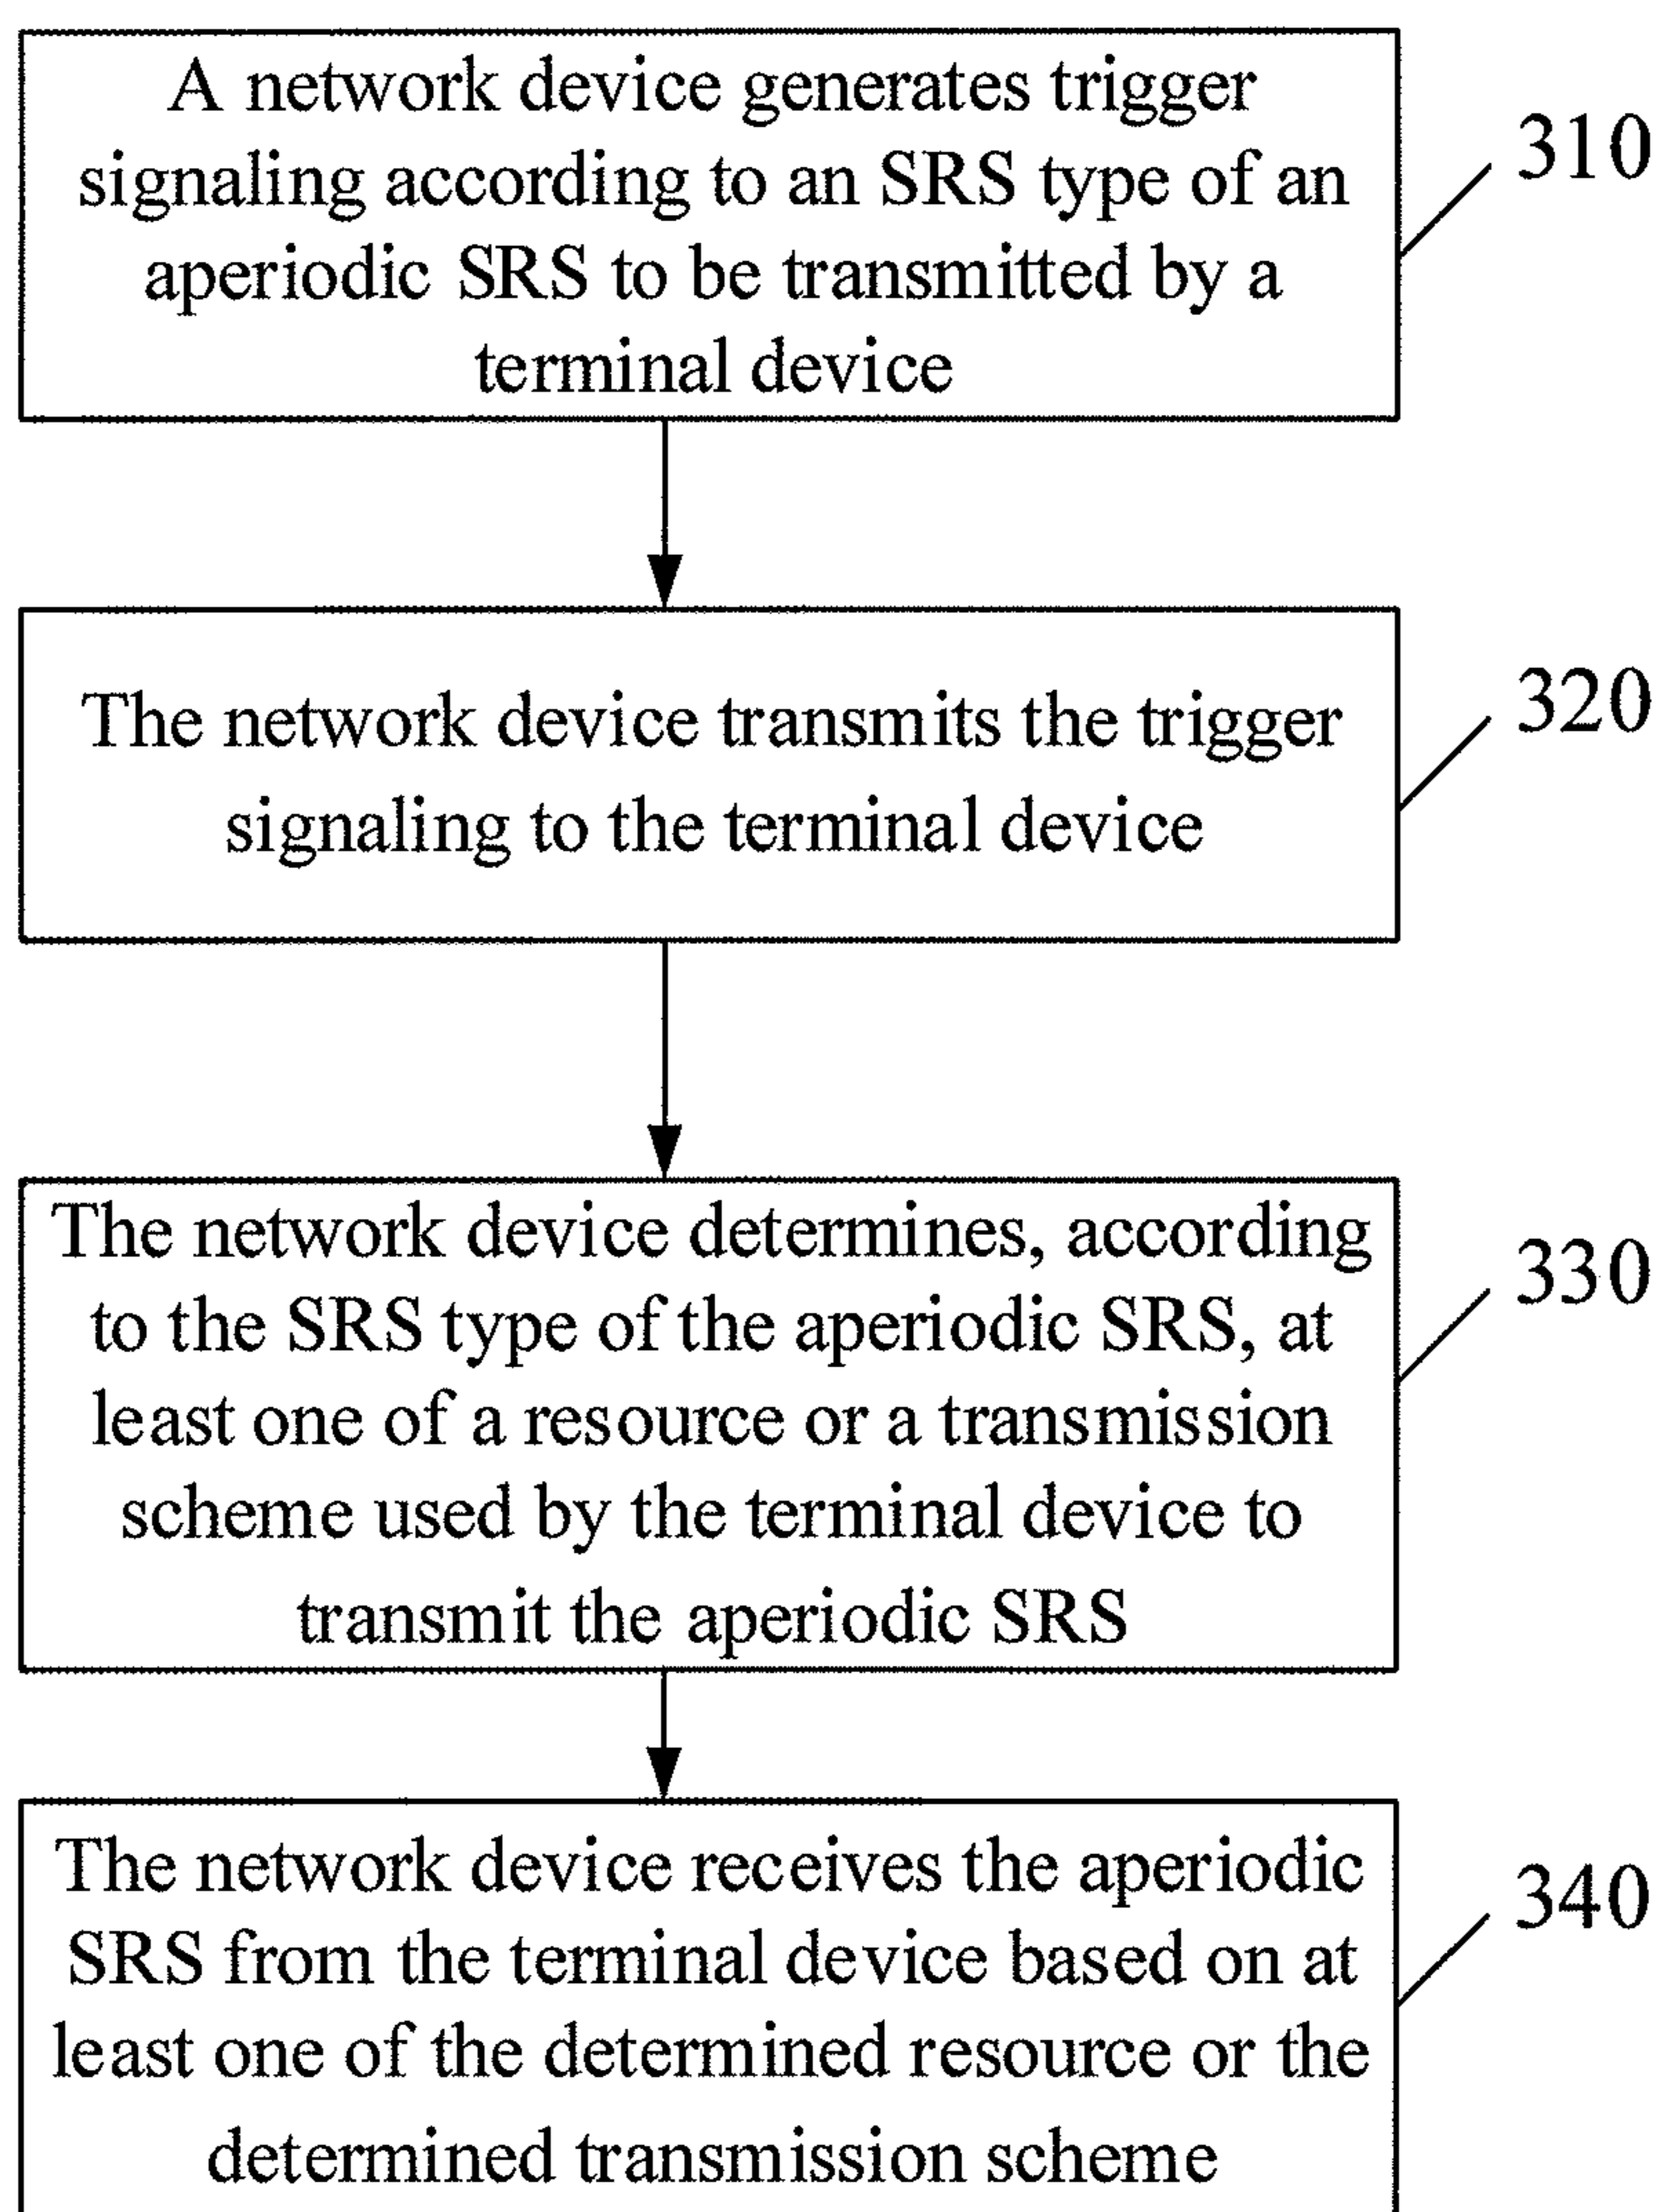 A network device generates trigger
signaling according to an SRS type of an
aperiodic SRS to be transmitted by a
terminal device
310
The network device transmits the trigger
signaling to the terminal device
320
The network device determines, according
to the SRS type of the aperiodic SRS, at
least one of a resource or a transmission
scheme used by the terminal device to
transmit the aperiodic SRS
330
The network device receives the aperiodic
SRS from the terminal device based on at
least one of the determined resource or the
determined transmission scheme
340